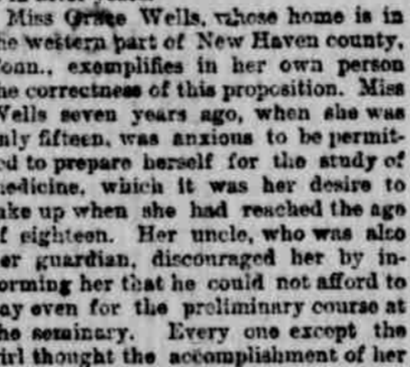 Miss Grace Wells, whose home is in
he western part of New Haven county,
onn., exemplifies in her own person
he correctness of this proposition. Miss
Wells seven years ago, when she was
nly fifteen, was anxious to be permit-
ed to prepare herself for the study of
nedicine, which it was her desire to
ake up when she had reached the age
f eighteen. Her uncle, who was also
er guardian, discouraged her by in-
orming her that he could not afford to
ay even for the preliminary course at
he seminary. Every one except the
irl thought the accomplishment of her